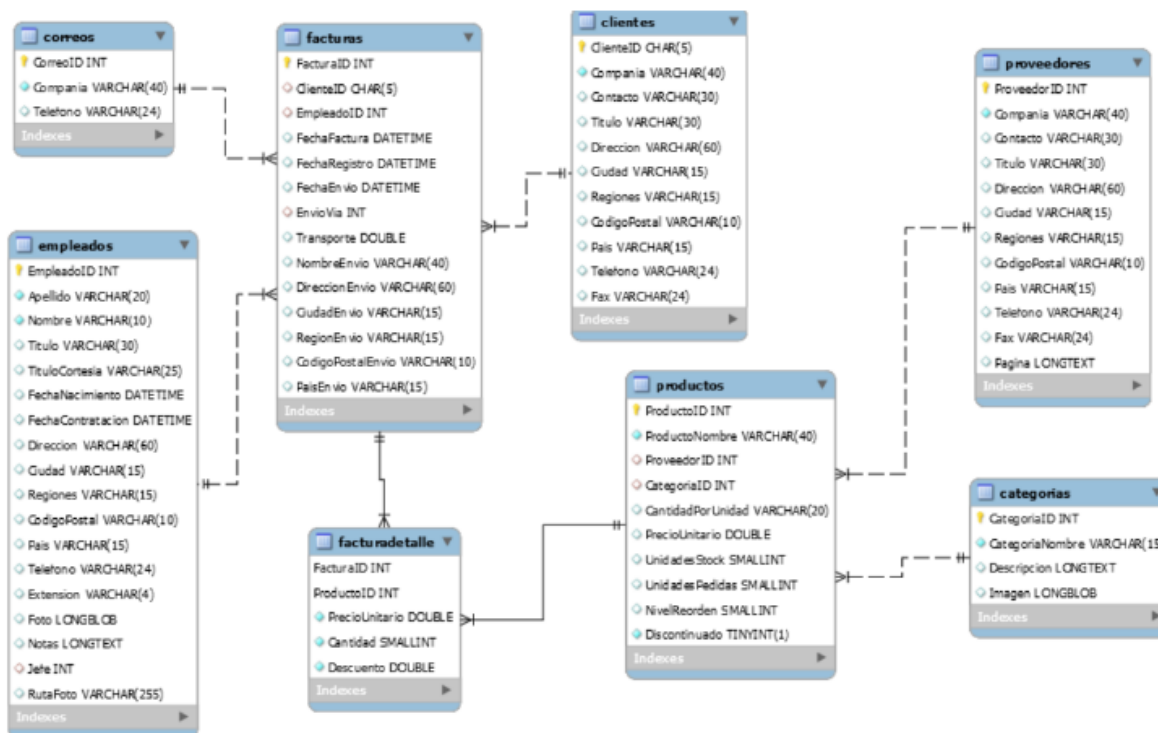 correos
CorreoID INT
Compania VARCHAR(40)
Telefono VARCHAR(24)
Indexes
facturas
FacturaID INT
ClienteID CHAR(5)
EmpleadoID INT
FechaFactura DATETIME
FechaRegistro DATETIME
FechaEnvio DATETIME
EnvioVia INT
Transporte DOUBLE
NombreEnvio VARCHAR(40)
DireccionEnvio VARCHAR(60)
CiudadEnvio VARCHAR(15)
RegionEnvio VARCHAR(15)
CodigoPostalEnvio VARCHAR(10)
PaisEnvio VARCHAR(15)
Indexes
clientes
ClienteID CHAR(5)
Compania VARCHAR(40)
Contacto VARCHAR(30)
Titulo VARCHAR(30)
Direccion VARCHAR(60)
Ciudad VARCHAR(15)
Regiones VARCHAR(15)
CodigoPostal VARCHAR(10)
Pais VARCHAR(15)
Telefono VARCHAR(24)
Fax VARCHAR(24)
Indexes
proveedores
ProveedorID INT
Compania VARCHAR(40)
Contacto VARCHAR(30)
Titulo VARCHAR(30)
Direccion VARCHAR(60)
Ciudad VARCHAR(15)
Regiones VARCHAR(15)
CodigoPostal VARCHAR(10)
Pais VARCHAR(15)
Telefono VARCHAR(24)
Fax VARCHAR(24)
Pagina LONGTEXT
Indexes
empleados
EmpleadoID INT
Apellido VARCHAR(20)
Nombre VARCHAR(10)
Titulo VARCHAR(30)
TituloCortesia VARCHAR(25)
FechaNacimiento DATETIME
FechaContratacion DATETIME
Direccion VARCHAR(60)
Ciudad VARCHAR(15)
Regiones VARCHAR(15)
CodigoPostal VARCHAR(10)
Pais VARCHAR(15)
Telefono VARCHAR(24)
Extension VARCHAR(4)
Foto LONGBLOB
Notas LONGTEXT
Jefe INT
RutaFoto VARCHAR(255)
Indexes
facturadetalle
FacturaID INT
ProductoID INT
PrecioUnitario DOUBLE
Cantidad SMALLINT
Descuento DOUBLE
Indexes
productos
ProductoID INT
ProductoNombre VARCHAR(40)
ProveedorID INT
CategoriaID INT
CantidadPorUnidad VARCHAR(20)
PrecioUnitario DOUBLE
UnidadesStock SMALLINT
UnidadesPedidas SMALLINT
NivelReorden SMALLINT
Discontinuado TINYINT(1)
Indexes
categorias
CategoriaID INT
CategoriaNombre VARCHAR(15
Descripcion LONGTEXT
Imagen LONGBLOB
Indexes